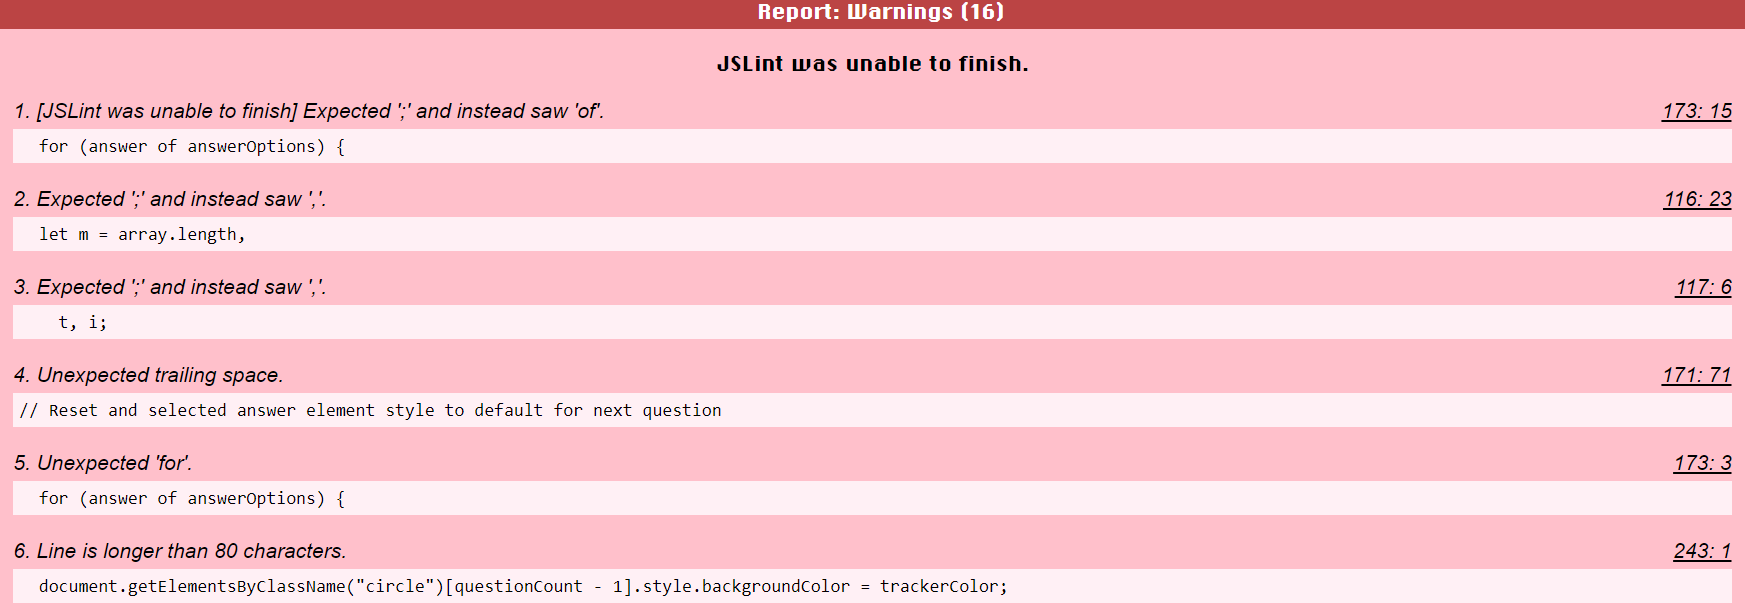 Report: Warnings (16)
JSLint was unable to finish.
1. [JSLint was unable to finish] Expected ';' and instead saw 'of'. 173: 15
for (answer of answerOptions) {
2. Expected ';' and instead saw ','. 116: 23
let m = array.length,
3. Expected ';' and instead saw ','. 117: 6
t, i;
4. Unexpected trailing space. 171: 71
// Reset and selected answer element style to default for next question
5. Unexpected 'for'. 173: 3
for (answer of answerOptions) {
6. Line is longer than 80 characters. 243: 1
document.getElementsByClassName("circle")[questionCount - 1].style.backgroundColor = trackerColor;